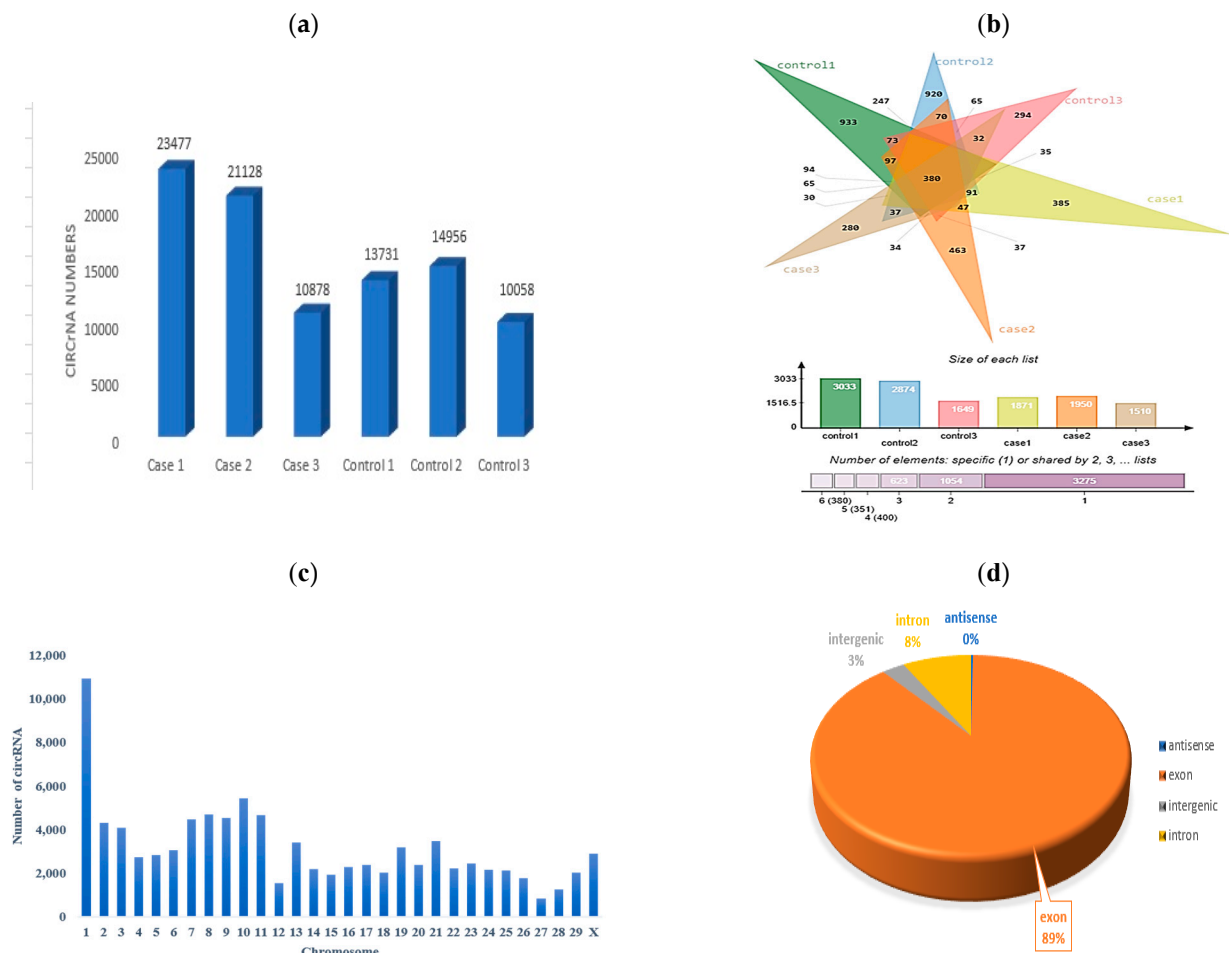 (a)
25000
20000
15000
10000
5000
0
CIRCrNA NUMBERS
23477
21128
10878
13731
14956
10058
Case 1 Case 2 Case 3 Control 1 Control 2 Control 3
(b)
control1
control2
control3
case1
case2
case3
933
920
294
385
463
280
247
65
70
32
35
73
97
380
91
47
37
94
65
30
34
37
Size of each list
3033
1516.5
0
3033
2874
1649
1871
1950
1510
control1 control2 control3 case1 case2 case3
Number of elements: specific (1) or shared by 2, 3, ... lists
623 1054 3275
6 (380)
5 (351)
4 (400)
3
2
1
(c)
12,000
10,000
8,000
6,000
4,000
2,000
0
Number of circRNA
1 2 3 4 5 6 7 8 9 10 11 12 13 14 15 16 17 18 19 20 21 22 23 24 25 26 27 28 29 X
Chromosome
(d)
antisense
0%
intron
8%
intergenic
3%
exon
89%
antisense
exon
intergenic
intron